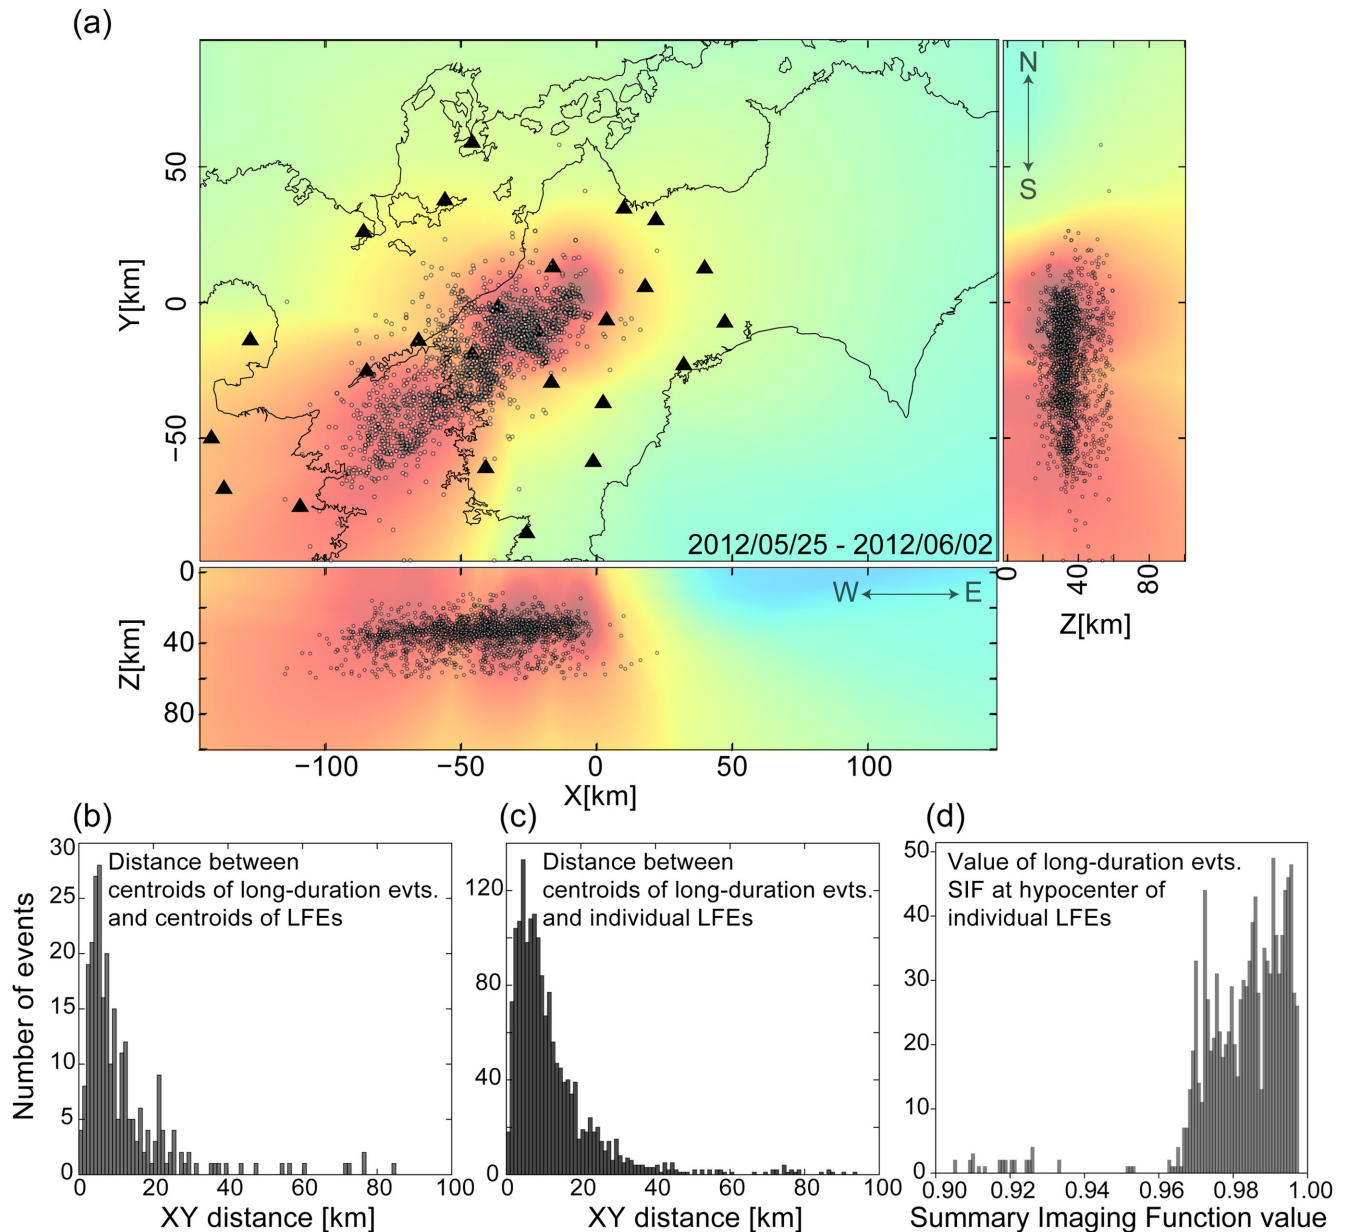 (a)
N
S
50
0
−50
Y[km]
2012/05/25 - 2012/06/02
0
40
80
Z[km]
W
E
0
40
80
Z[km]
−100
−50
0
50
100
X[km]
(b)
Distance between
centroids of long-duration evts.
and centroids of LFEs
30
25
20
15
10
5
0
Number of events
0 20 40 60 80 100
XY distance [km]
(c)
Distance between
centroids of long-duration evts.
and individual LFEs
120
80
40
0
0 20 40 60 80 100
XY distance [km]
(d)
Value of long-duration evts.
SIF at hypocenter of
individual LFEs
50
40
30
20
10
0
0.90 0.92 0.94 0.96 0.98 1.00
Summary Imaging Function value